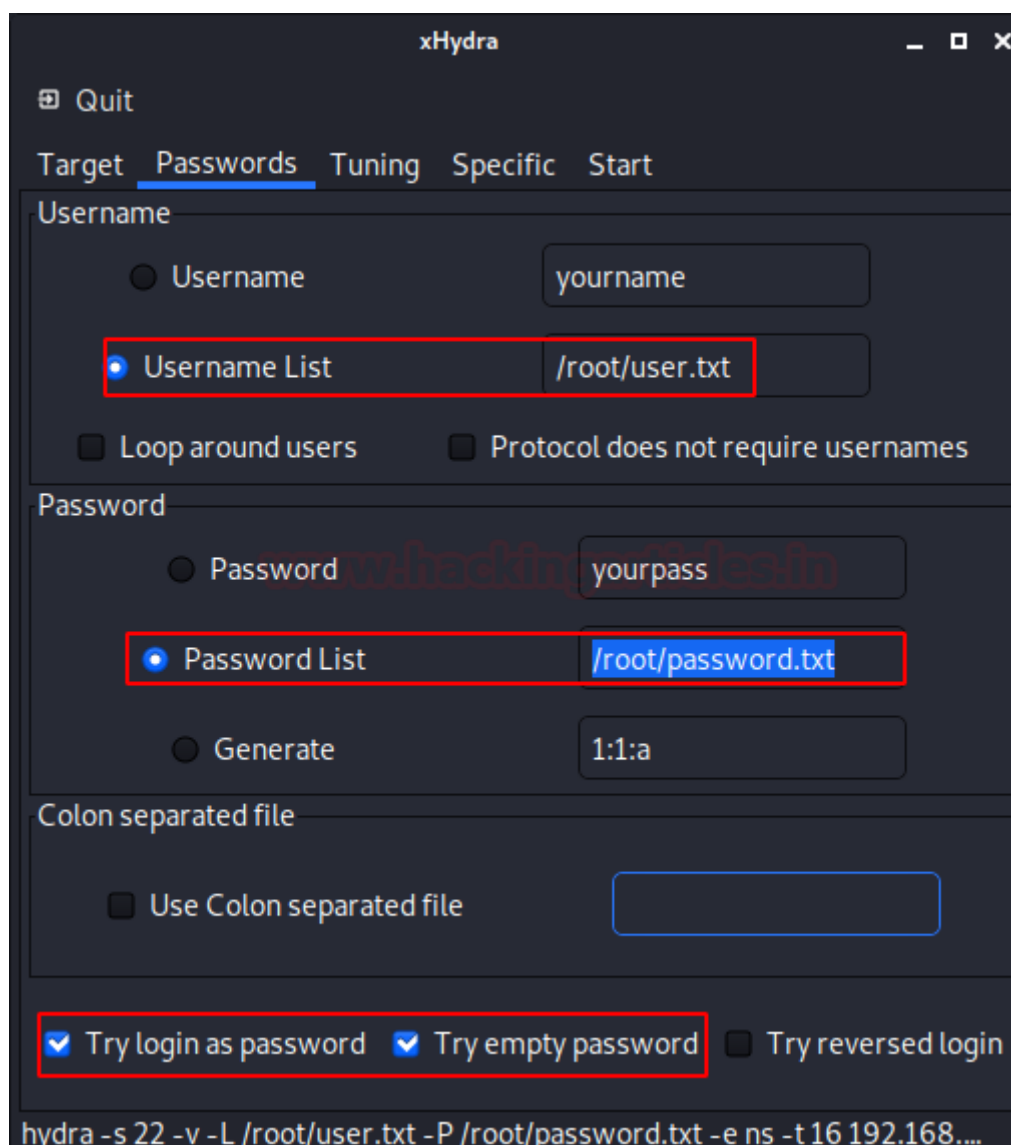 xHydra
Quit
Target Passwords Tuning Specific Start
Username
Username yourname
Username List /root/user.txt
Loop around users Protocol does not require usernames
Password
Password yourpass
www.hackingarticles.in
Password List /root/password.txt
Generate 1:1:a
Colon separated file
Use Colon separated file
Try login as password Try empty password Try reversed login
hydra -s 22 -v -L /root/user.txt -P /root/password.txt -e ns -t 16 192.168....